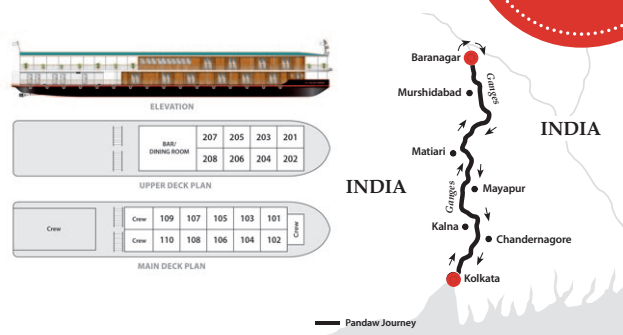 ELEVATION
BAR/
DINING ROOM
207 205 203 201
208 206 204 202
UPPER DECK PLAN
Crew
Crew 109 107 105 103 101
Crew 110 108 106 104 102
Crew
MAIN DECK PLAN
Baranagar
Ganges
Murshidabad
INDIA
Matiari
INDIA
Ganges
Mayapur
Kalna
Chandernagore
Kolkata
Pandaw Journey